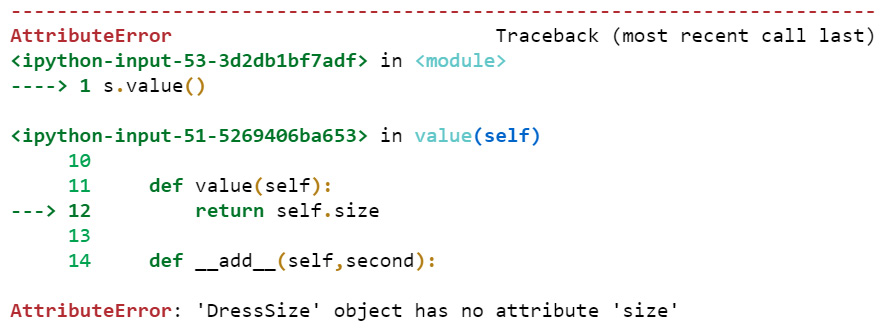 ---------------------------------------------------------------------------
AttributeError                            Traceback (most recent call last)
<ipython-input-53-3d2db1bf7adf> in <module>
----> 1 s.value()
<ipython-input-51-5269406ba653> in value(self)
     10
     11     def value(self):
---> 12         return self.size
     13
     14     def __add__(self,second):
AttributeError: 'DressSize' object has no attribute 'size'